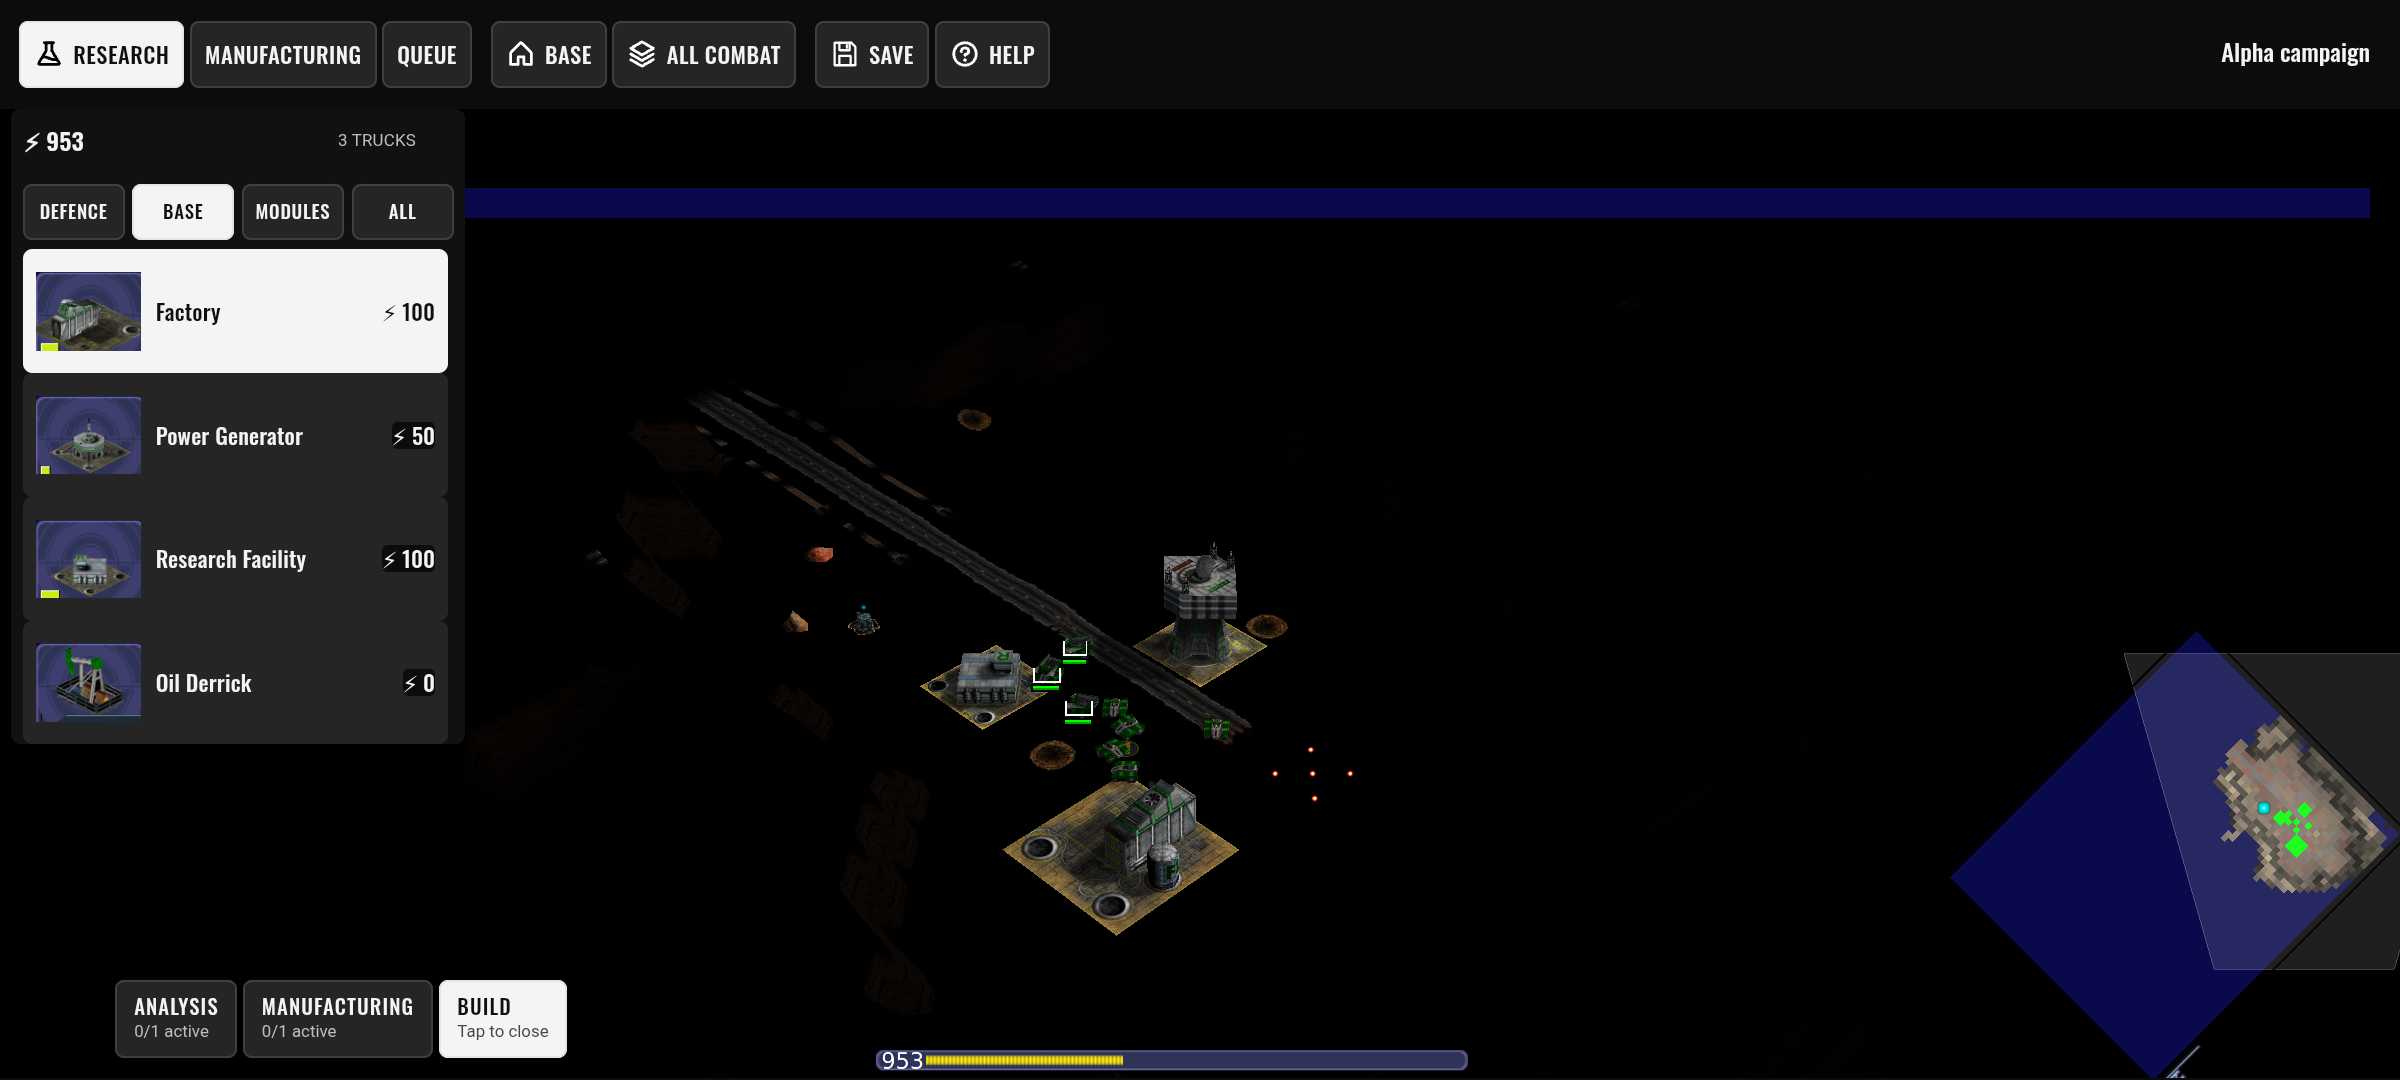 RESEARCH
MANUFACTURING
QUEUE
BASE
ALL COMBAT
SAVE
HELP
Alpha campaign
953
3 TRUCKS
DEFENCE
BASE
MODULES
ALL
Factory
100
Power Generator
50
Research Facility
100
Oil Derrick
0
ANALYSIS
0/1 active
MANUFACTURING
0/1 active
BUILD
Tap to close
953